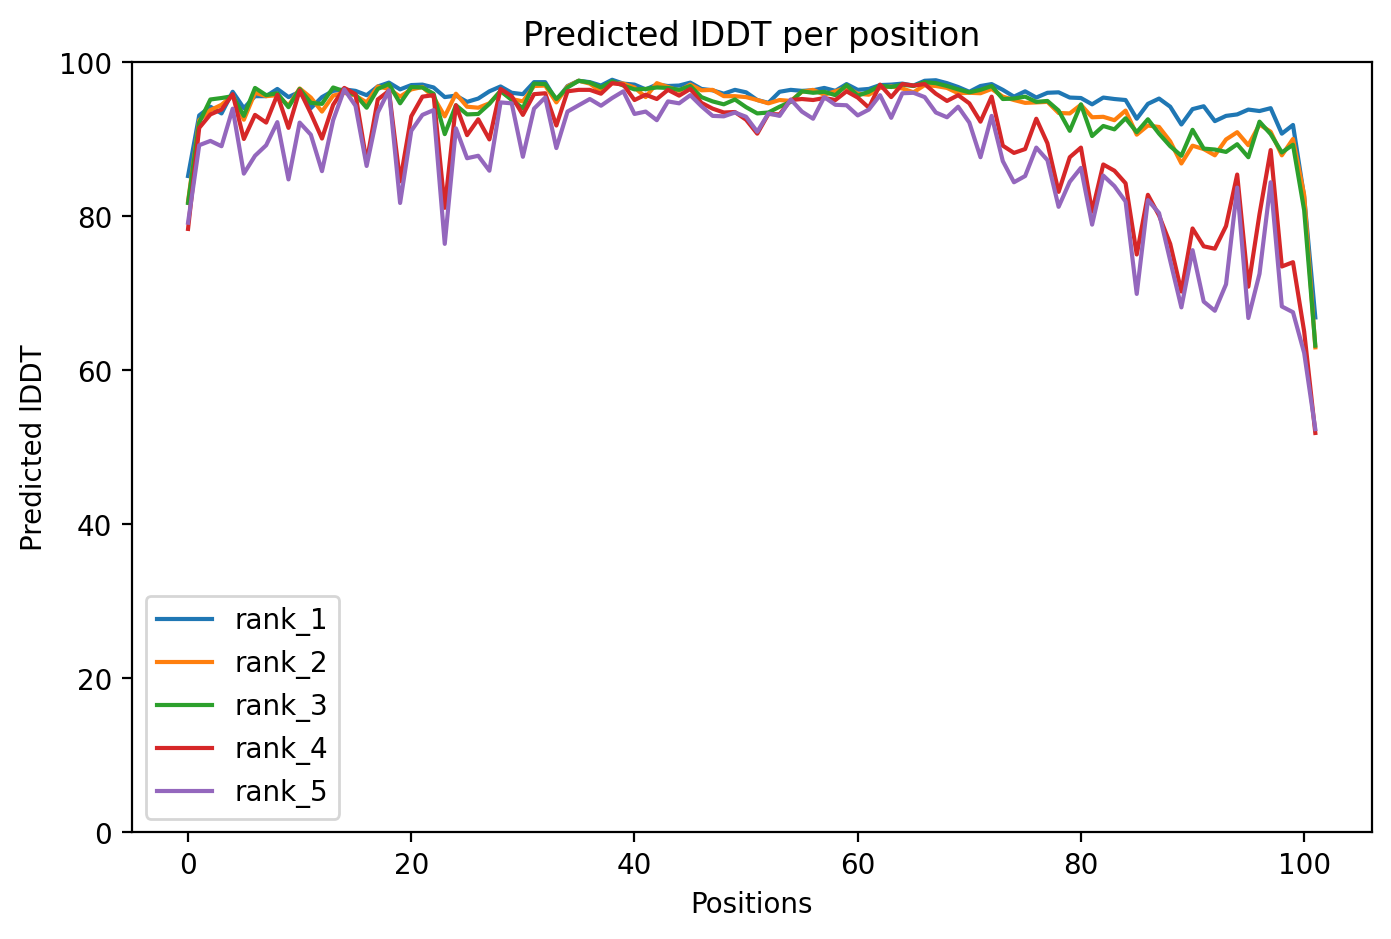 Predicted lDDT per position
100
80
60
40
20
0
Predicted lDDT
rank_1
rank_2
rank_3
rank_4
rank_5
0 20 40 60 80 100
Positions